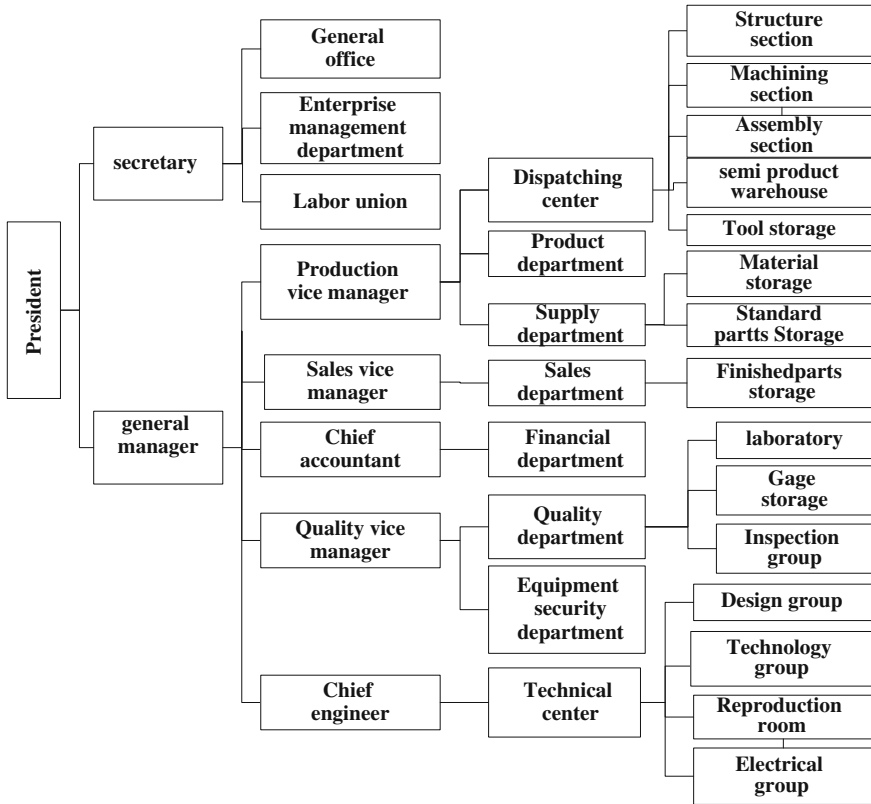 President
secretary
general
manager
General
office
Enterprise
management
department
Labor union
Production
vice manager
Sales vice
manager
Chief
accountant
Quality vice
manager
Chief
engineer
Dispatching
center
Product
department
Supply
department
Sales
department
Financial
department
Quality
department
Equipment
security
department
Technical
center
Structure
section
Machining
section
Assembly
section
semi product
warehouse
Tool storage
Material
storage
Standard
partts Storage
Finishedparts
storage
laboratory
Gage
storage
Inspection
group
Design group
Technology
group
Reproduction
room
Electrical
group